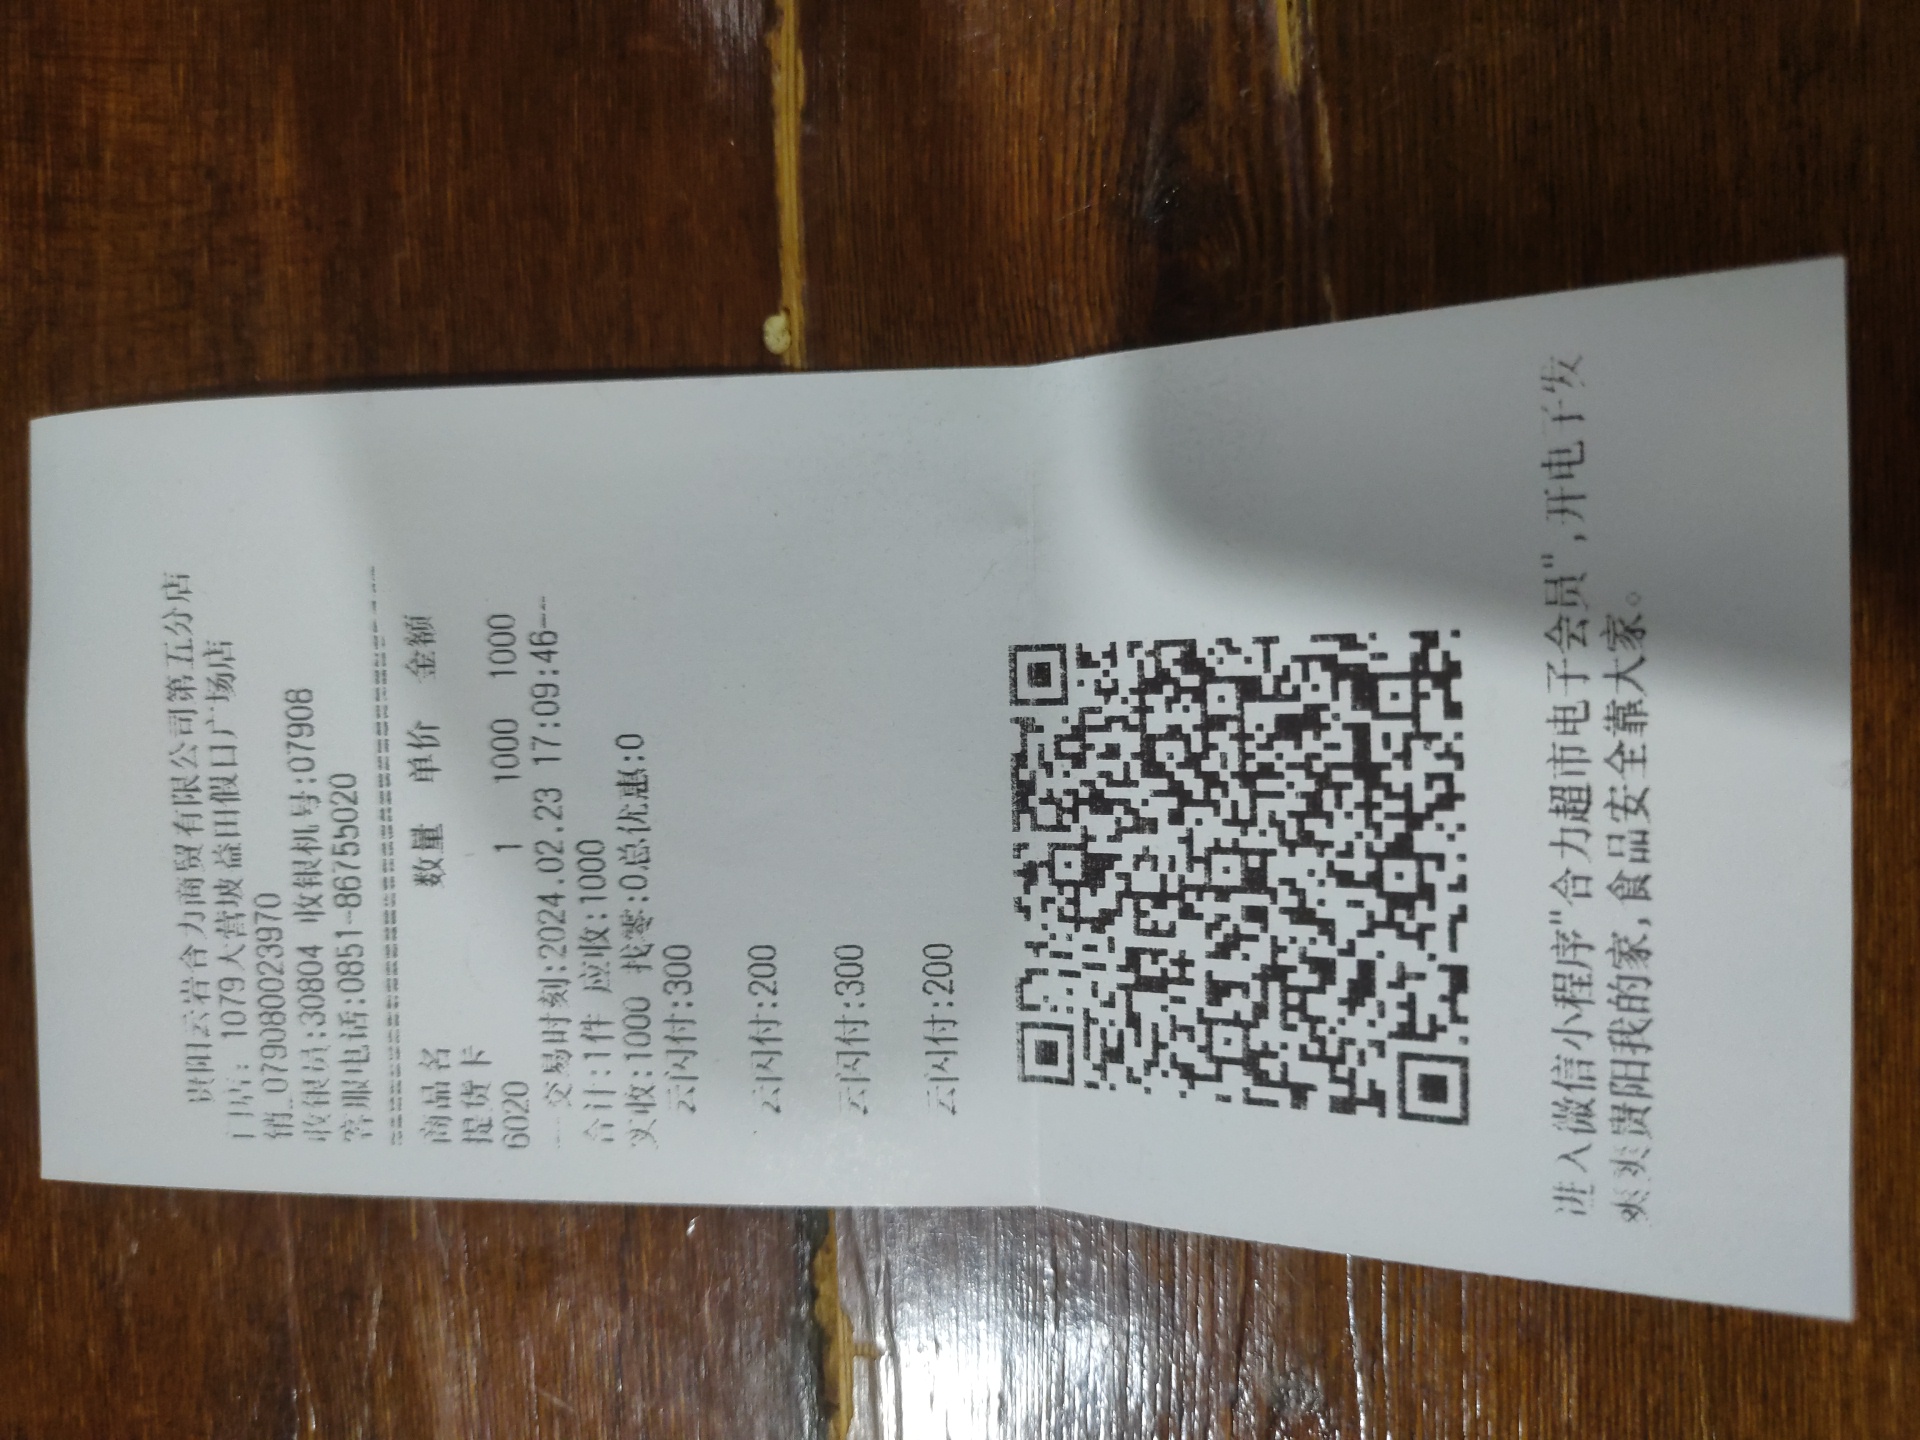 贵阳云岩合力商贸有限公司第五分店
门店: 1079大营坡益田假日广场店
销_0790800239​70
收银员:30804 收银机号:07908
客服电话:0851-86755020
商品名 数量 单价 金额
提货卡
6020 1 1000 1000
---交易时刻:2024.02.23 17:09:46---
合计:1件 应收:1000
实收:1000 找零:0总优惠:0
云闪付:300
云闪付:200
云闪付:300
云闪付:200
进入微信小程序"合力超市电子会员",开电子发
爽爽贵阳我的家,食品安全靠大家。